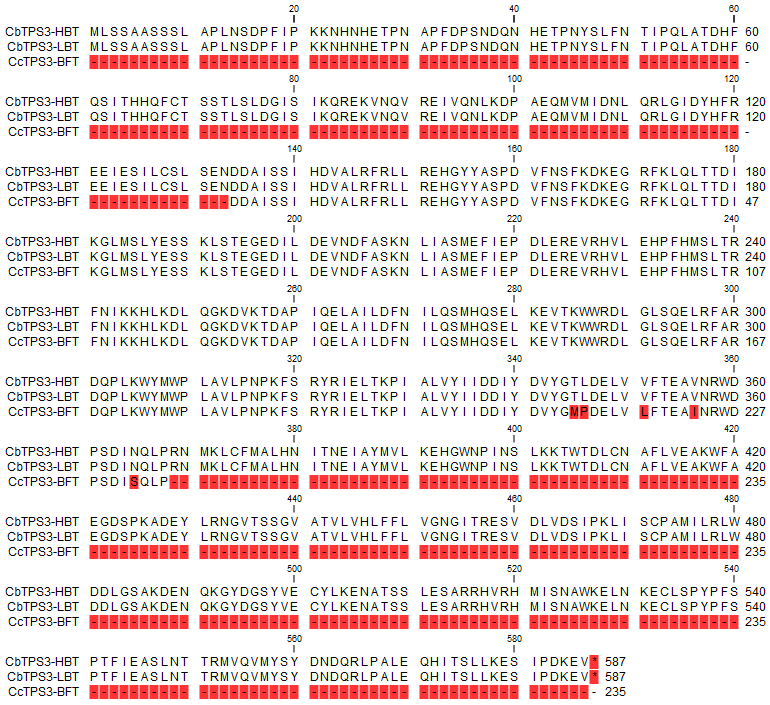 20 40
CbTPS3-HBT MLSSAASSSL APLNSDPFIP KKNHNHETPN APFDPSNDQN HETPNYSLFN TIPQLATDHF 60
CbTPS3-LBT MLSSAASSSL APLNSDPFIP KKNHNHETPN APFDPSNDQN HETPNYSLFN TIPQLATDHF 60
CcTPS3-BFT ---------- ---------- ---------- ---------- ---------- ---------- -
80 100 120
CbTPS3-HBT QSITHHQFCT SSTLSLDGIS IKQREKVNQV REIVQNLKDP AEQMVMIDNL QRLGIDYHFR 120
CbTPS3-LBT QSITHHQFCT SSTLSLDGIS IKQREKVNQV REIVQNLKDP AEQMVMIDNL QRLGIDYHFR 120
CcTPS3-BFT ---------- ---------- ---------- ---------- ---------- ---------- -
140 160 180
CbTPS3-HBT EEIESILCSL SENDDAISSI HDVALRFRLL REHGYYASPD VFNSFKDKEG RFKLQLTTDI 180
CbTPS3-LBT EEIESILCSL SENDDAISSI HDVALRFRLL REHGYYASPD VFNSFKDKEG RFKLQLTTDI 180
CcTPS3-BFT ---------- ---DDAISSI HDVALRFRLL REHGYYASPD VFNSFKDKEG RFKLQLTTDI 47
200 220 240
CbTPS3-HBT KGLMSLYESS KLSTEGEDIL DEVNDFASKN LIASMEFIEP DLEREVRHVL EHPFHMSLTR 240
CbTPS3-LBT KGLMSLYESS KLSTEGEDIL DEVNDFASKN LIASMEFIEP DLEREVRHVL EHPFHMSLTR 240
CcTPS3-BFT KGLMSLYESS KLSTEGEDIL DEVNDFASKN LIASMEFIEP DLEREVRHVL EHPFHMSLTR 107
260 280 300
CbTPS3-HBT FNIKKHLKDL QGKDVKTDAP IQELAILDFN ILQSMHQSEL KEVTKWWRDL GLSQELRFAR 300
CbTPS3-LBT FNIKKHLKDL QGKDVKTDAP IQELAILDFN ILQSMHQSEL KEVTKWWRDL GLSQELRFAR 300
CcTPS3-BFT FNIKKHLKDL QGKDVKTDAP IQELAILDFN ILQSMHQSEL KEVTKWWRDL GLSQELRFAR 167
320 340 360
CbTPS3-HBT DQPLKWYMWP LAVLPNPKFS RYRIELTKPI ALVYIIDDIY DVYGTLDELV VFTEAVNRWD 360
CbTPS3-LBT DQPLKWYMWP LAVLPNPKFS RYRIELTKPI ALVYIIDDIY DVYGTLDELV VFTEAVNRWD 360
CcTPS3-BFT DQPLKWYMWP LAVLPNPKFS RYRIELTKPI ALVYIIDDIY DVYGMPDELV LFTEAINRWD 227
380 400 420
CbTPS3-HBT PSDINQLPRN MKLCFMALHN ITNEIAYMVL KEHGWNPINS LKKTWTDLCN AFLVEAKWFA 420
CbTPS3-LBT PSDINQLPRN MKLCFMALHN ITNEIAYMVL KEHGWNPINS LKKTWTDLCN AFLVEAKWFA 420
CcTPS3-BFT PSDISQLP-- ---------- ---------- ---------- ---------- ---------- 235
440 460 480
CbTPS3-HBT EGDSPKADEY LRNGVTSSGV ATVLVHLFFL VGNGITRESV DLVDSIPKLI SCPAMILRLW 480
CbTPS3-LBT EGDSPKADEY LRNGVTSSGV ATVLVHLFFL VGNGITRESV DLVDSIPKLI SCPAMILRLW 480
CcTPS3-BFT ---------- ---------- ---------- ---------- ---------- ---------- 235
500 520 540
CbTPS3-HBT DDLGSAKDEN QKGYDGSYVE CYLKENATSS LESARRHVRH MISNAWKELN KECLSPYPFS 540
CbTPS3-LBT DDLGSAKDEN QKGYDGSYVE CYLKENATSS LESARRHVRH MISNAWKELN KECLSPYPFS 540
CcTPS3-BFT ---------- ---------- ---------- ---------- ---------- ---------- 235
560 580
CbTPS3-HBT PTFIEASLNT TRMVQVMYSY DNDQRLPALE QHITSLLKES IPDKEV* 587
CbTPS3-LBT PTFIEASLNT TRMVQVMYSY DNDQRLPALE QHITSLLKES IPDKEV* 587
CcTPS3-BFT ---------- ---------- ---------- ---------- ------- 235